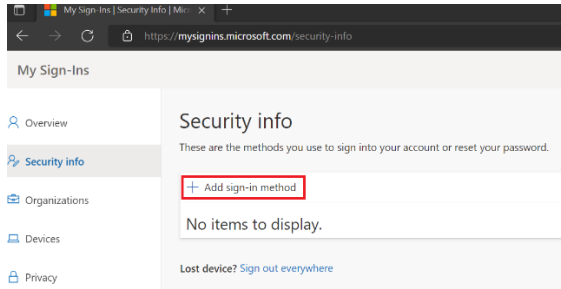 My Sign-Ins | Security Info | Mic
https://mysignins.microsoft.com/security-info
My Sign-Ins
Overview
Security info
Organizations
Devices
Privacy
Security info
These are the methods you use to sign into your account or reset your password.
+ Add sign-in method
No items to display.
Lost device? Sign out everywhere